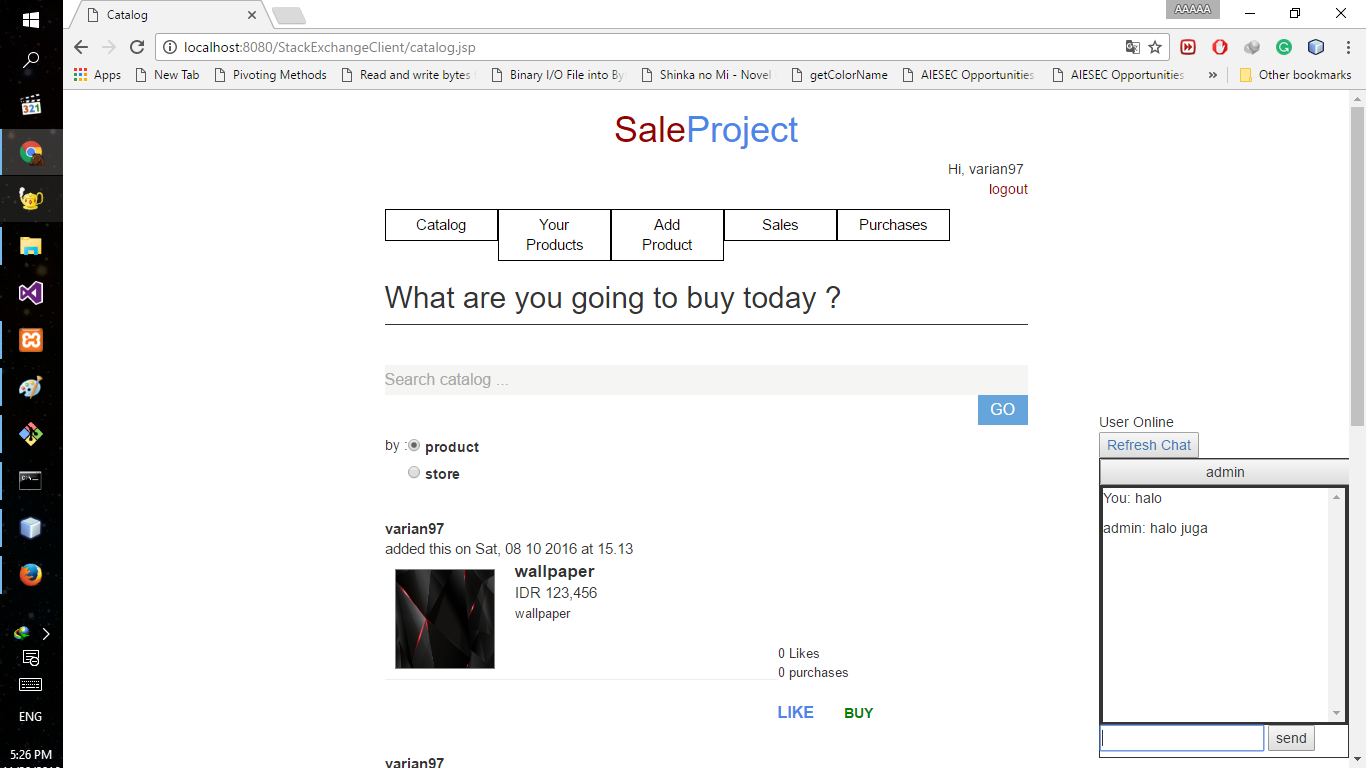 Catalog
AAAAA
localhost:8080/StackExchangeClient/catalog.jsp
Apps New Tab Pivoting Methods Read and write bytes Binary I/O File into By Shinka no Mi - Novel getColorName AIESEC Opportunities AIESEC Opportunities » Other bookmarks
SaleProject
Hi, varian97
logout
Catalog
Your
Products
Add
Product
Sales
Purchases
What are you going to buy today ?
Search catalog ...
GO
by : product
store
varian97
added this on Sat, 08 10 2016 at 15.13
wallpaper
IDR 123,456
wallpaper
0 Likes
0 purchases
LIKE BUY
varian97
User Online
Refresh Chat
admin
You: halo
admin: halo juga
send
321
ENG
5:26 PM